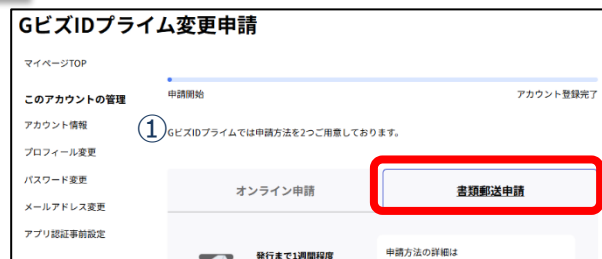 GビズIDプライム変更申請
マイページTOP
このアカウントの管理
アカウント情報
プロフィール変更
パスワード変更
メールアドレス変更
アプリ認証事前設定
申請開始
アカウント登録完了
①
GビズIDプライムでは申請方法を2つご用意しております。
オンライン申請
書類郵送申請
発行まで1週間程度
申請方法の詳細は